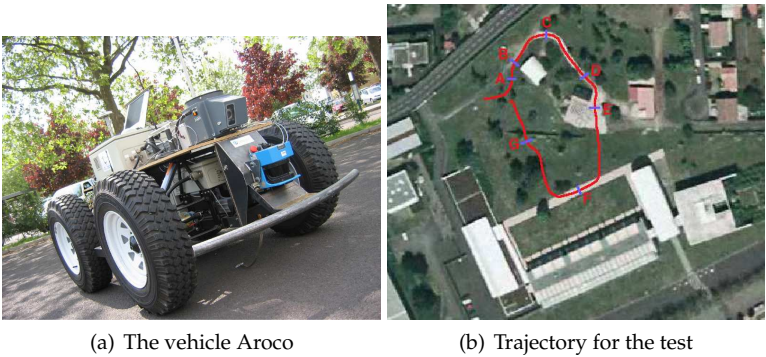 C
B
D
A
E
G
F
(a) The vehicle Aroco
(b) Trajectory for the test